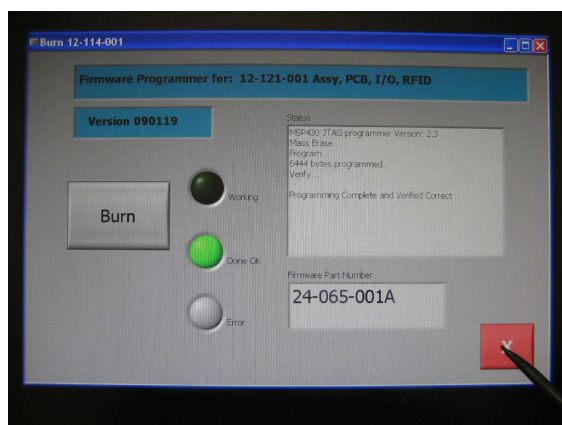 Burn 12-114-001
Firmware Programmer for: 12-121-001 Assy, PCB, I/O, RFID
Version 090119
Status
MSP430 JTAG programmer Version: 2.3
Mass Erase...
Program...
6444 bytes programmed.
Verify...
Programming Complete and Verified Correct
Working
Burn
Done OK
Firmware Part Number
24-065-001A
Error
X